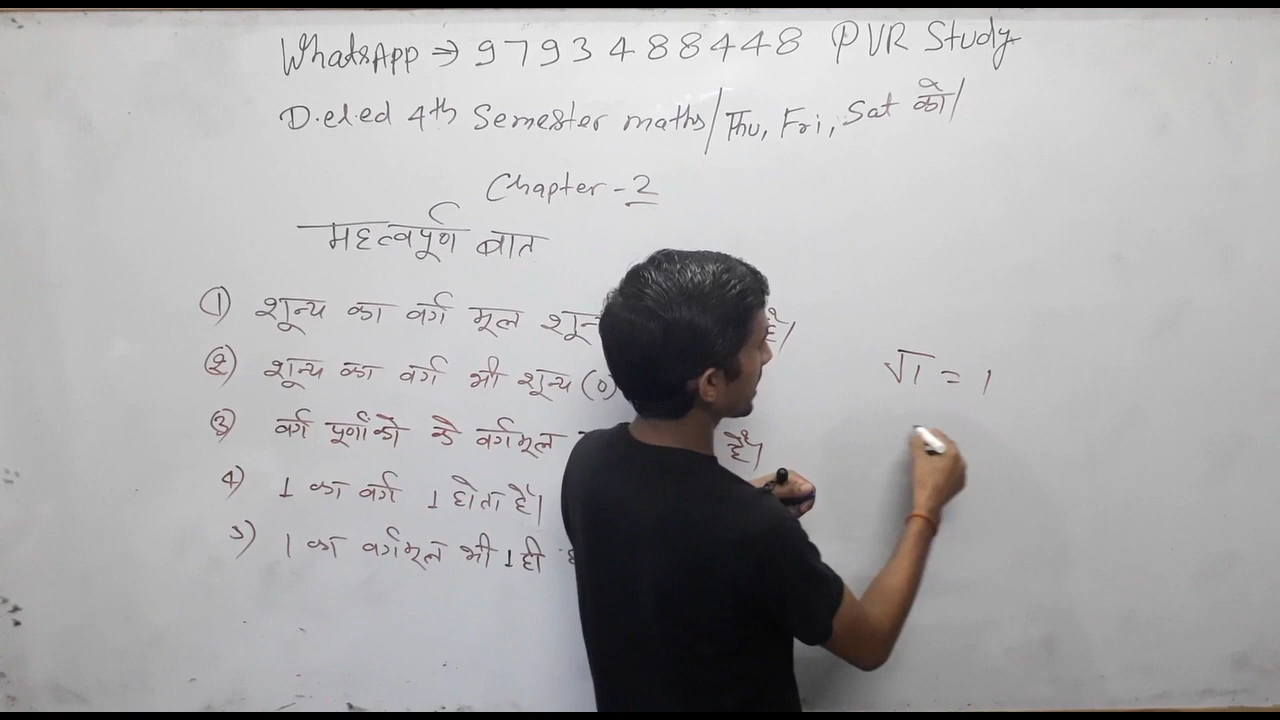 WhatsApp → 9793488448 PVR Study
D.el.ed 4th Semester maths/Thu, Fri, Sat को/
Chapter-2
महत्वपूर्ण बात
1) शून्य का वर्ग मूल है।
2) शून्य का वर्ग भी शून्य (0)
3) वर्ग पूर्णांको के वर्गमूल है।
4) 1 का वर्ग 1 होता है।
5) 1 का वर्गमूल भी 1 ही
√1 = 1